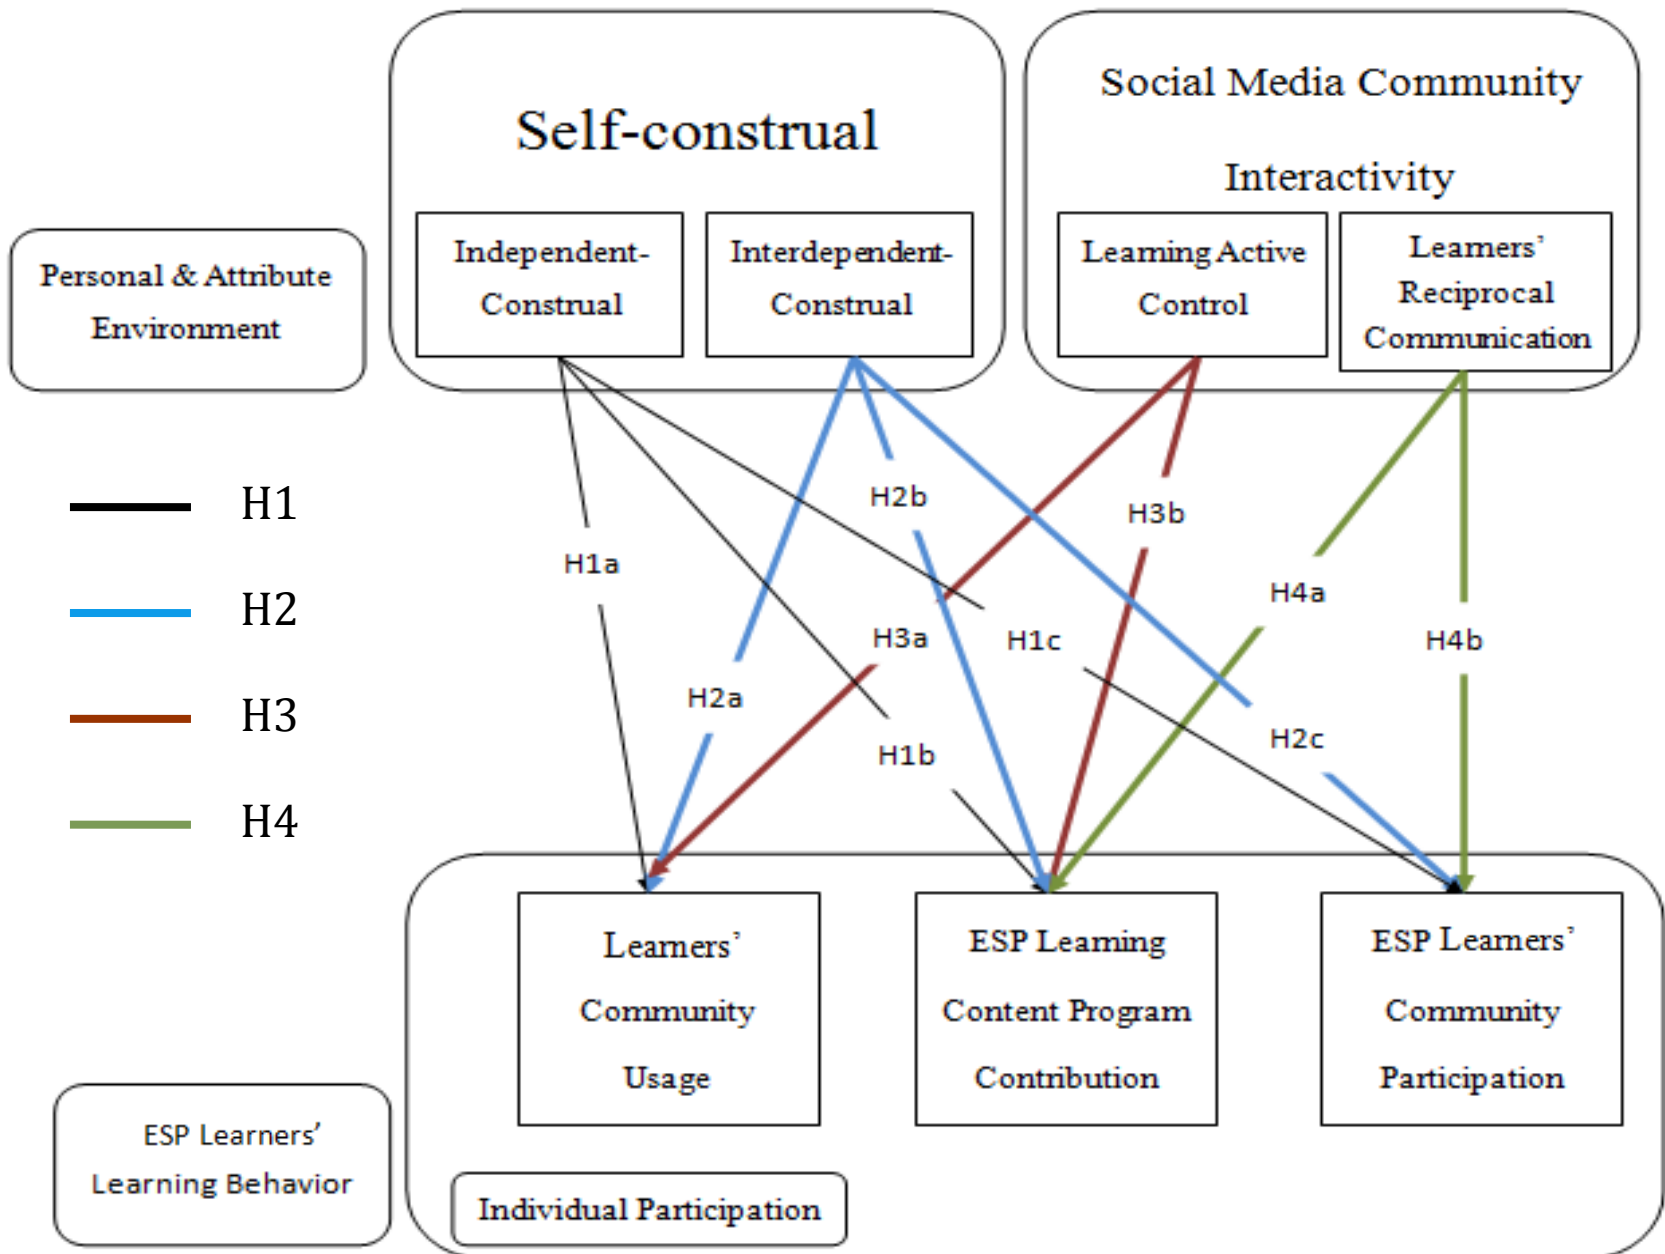 Self-construal
Social Media Community
Interactivity
Personal & Attribute
Environment
Independent-
Construal
Interdependent-
Construal
Learning Active
Control
Learners’
Reciprocal
Communication
H1
H2
H3
H4
H1a
H2a
H2b
H3a
H1b
H1c
H3b
H4a
H2c
H4b
Learners’
Community
Usage
ESP Learning
Content Program
Contribution
ESP Learners’
Community
Participation
ESP Learners’
Learning Behavior
Individual Participation